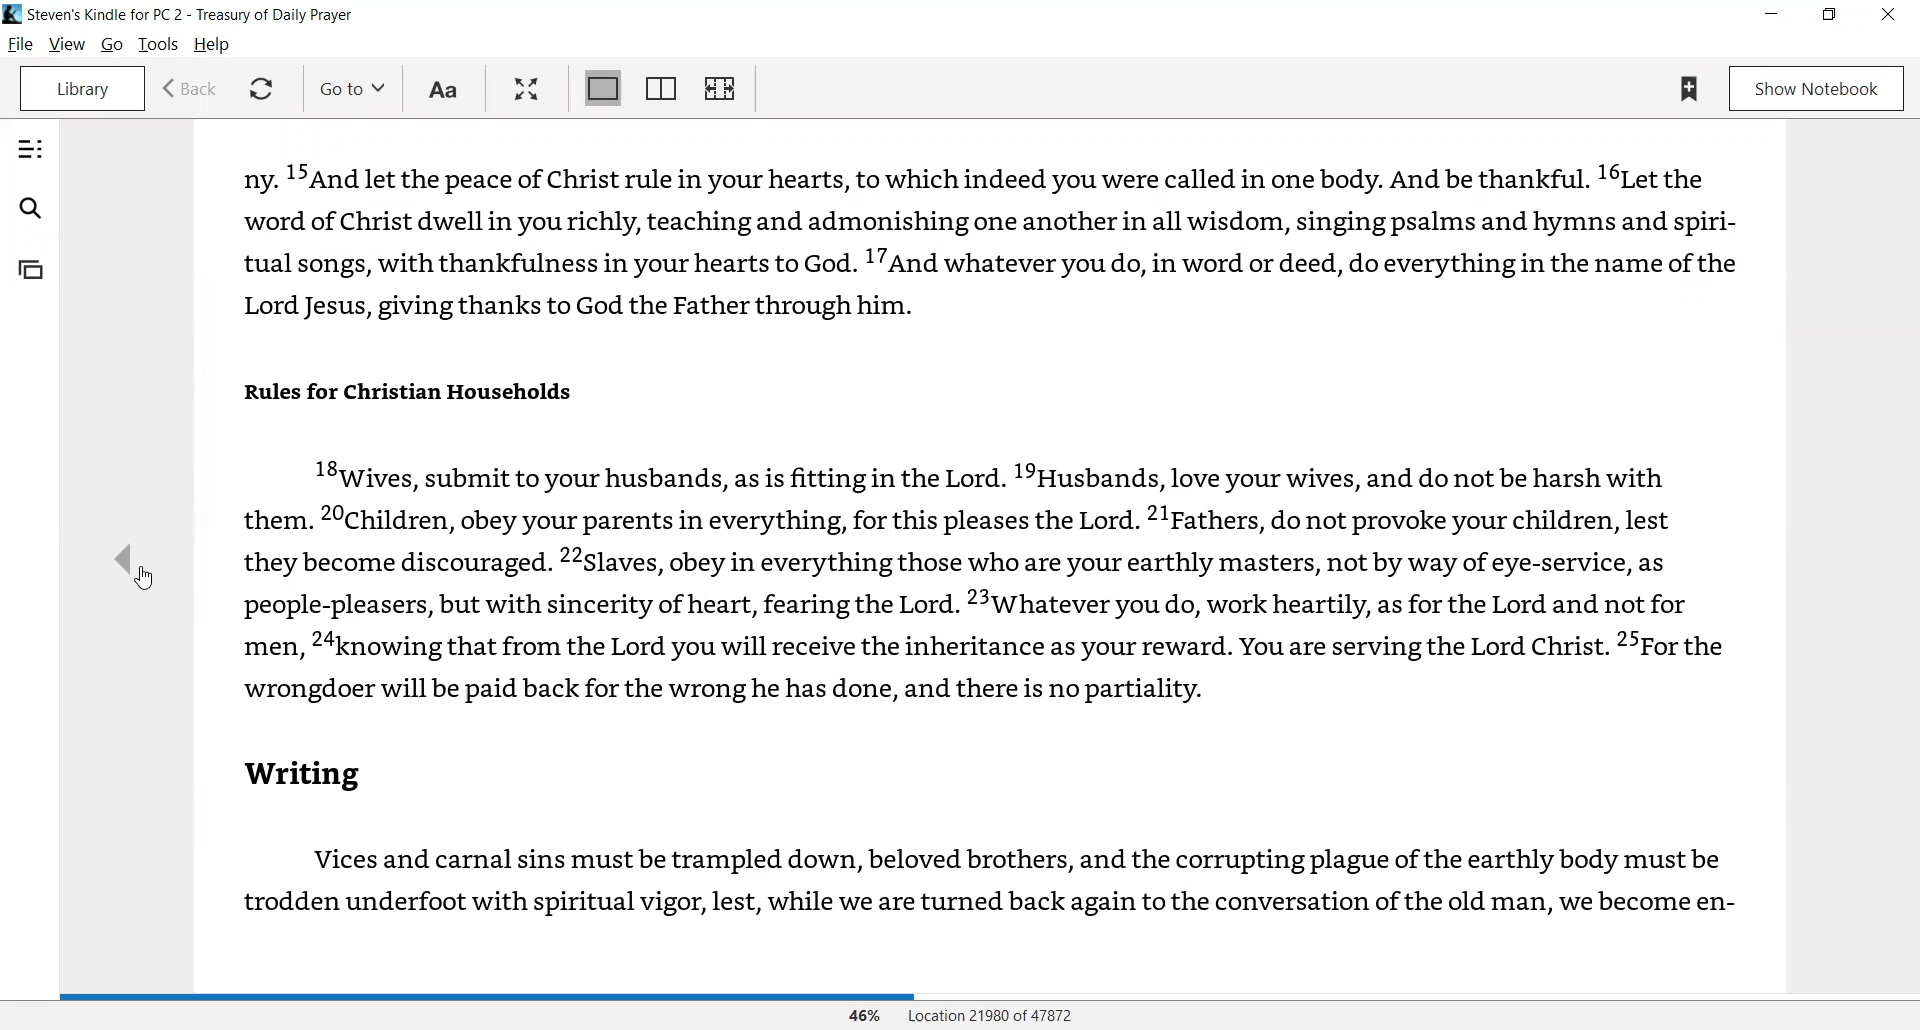 Steven's Kindle for PC 2 - Treasury of Daily Prayer
File View Go Tools Help
Library Back Go to Aa Show Notebook
ny. 15And let the peace of Christ rule in your hearts, to which indeed you were called in one body. And be thankful. 16Let the
word of Christ dwell in you richly, teaching and admonishing one another in all wisdom, singing psalms and hymns and spiri-
tual songs, with thankfulness in your hearts to God. 17And whatever you do, in word or deed, do everything in the name of the
Lord Jesus, giving thanks to God the Father through him.
Rules for Christian Households
18Wives, submit to your husbands, as is fitting in the Lord. 19Husbands, love your wives, and do not be harsh with
them. 20Children, obey your parents in everything, for this pleases the Lord. 21Fathers, do not provoke your children, lest
they become discouraged. 22Slaves, obey in everything those who are your earthly masters, not by way of eye-service, as
people-pleasers, but with sincerity of heart, fearing the Lord. 23Whatever you do, work heartily, as for the Lord and not for
men, 24knowing that from the Lord you will receive the inheritance as your reward. You are serving the Lord Christ. 25For the
wrongdoer will be paid back for the wrong he has done, and there is no partiality.
Writing
Vices and carnal sins must be trampled down, beloved brothers, and the corrupting plague of the earthly body must be
trodden underfoot with spiritual vigor, lest, while we are turned back again to the conversation of the old man, we become en-
46% Location 21980 of 47872